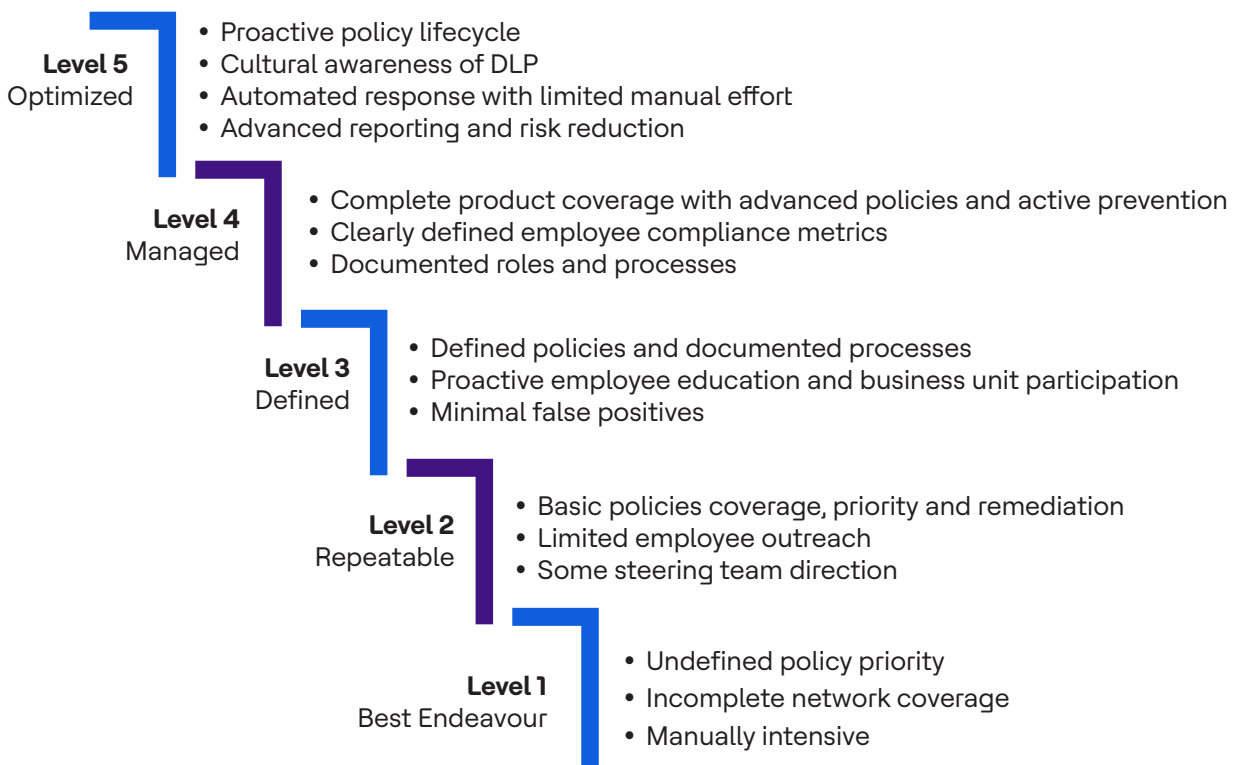 Level 5
Optimized
• Proactive policy lifecycle
• Cultural awareness of DLP
• Automated response with limited manual effort
• Advanced reporting and risk reduction
Level 4
Managed
• Complete product coverage with advanced policies and active prevention
• Clearly defined employee compliance metrics
• Documented roles and processes
Level 3
Defined
• Defined policies and documented processes
• Proactive employee education and business unit participation
• Minimal false positives
Level 2
Repeatable
• Basic policies coverage, priority and remediation
• Limited employee outreach
• Some steering team direction
Level 1
Best Endeavour
• Undefined policy priority
• Incomplete network coverage
• Manually intensive